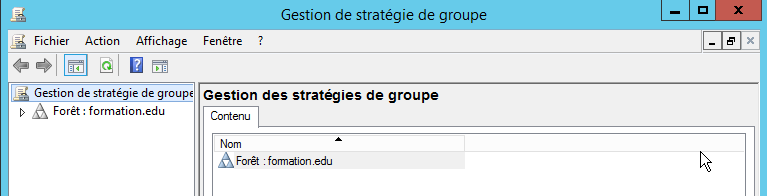 Gestion de stratégie de groupe
Fichier Action Affichage Fenêtre ?
Gestion de stratégie de groupe
Forêt : formation.edu
Gestion des stratégies de groupe
Contenu
Nom
Forêt : formation.edu